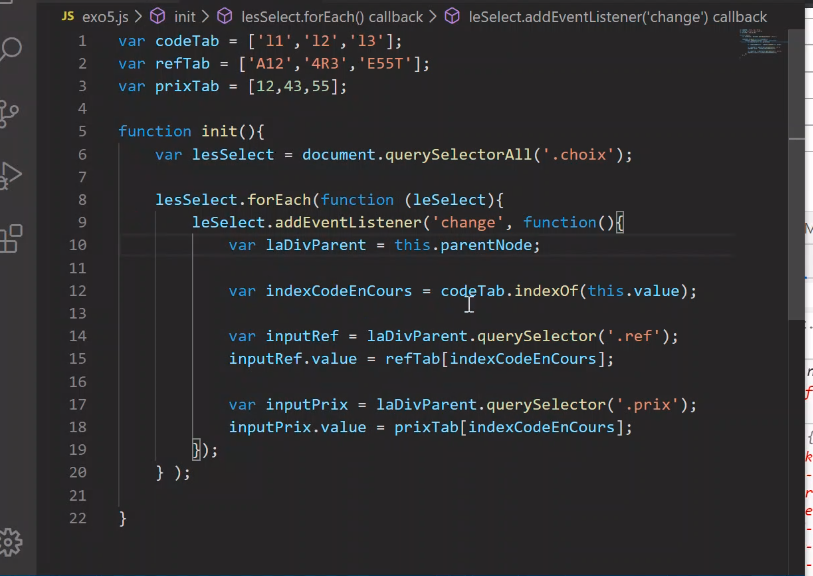 JS exo5.js > init > lesSelect.forEach() callback > leSelect.addEventListener('change') callback
1 var codeTab = ['l1','l2','l3'];
2 var refTab = ['A12','4R3','E55T'];
3 var prixTab = [12,43,55];
4
5 function init(){
6 var lesSelect = document.querySelectorAll('.choix');
7
8 lesSelect.forEach(function (leSelect){
9 leSelect.addEventListener('change', function(){
10 var laDivParent = this.parentNode;
11
12 var indexCodeEnCours = codeTab.indexOf(this.value);
13
14 var inputRef = laDivParent.querySelector('.ref');
15 inputRef.value = refTab[indexCodeEnCours];
16
17 var inputPrix = laDivParent.querySelector('.prix');
18 inputPrix.value = prixTab[indexCodeEnCours];
19 });
20 } );
21
22 }